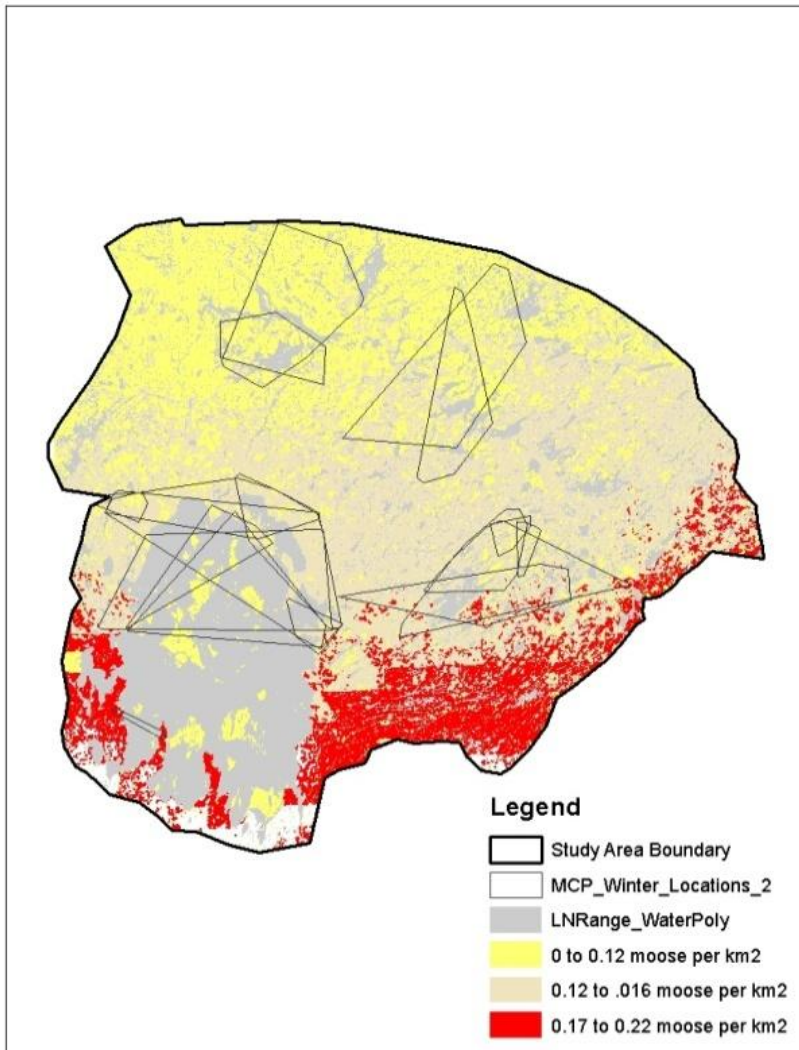 Legend
Study Area Boundary
MCP_Winter_Locations_2
LNRange_WaterPoly
0 to 0.12 moose per km2
0.12 to .016 moose per km2
0.17 to 0.22 moose per km2